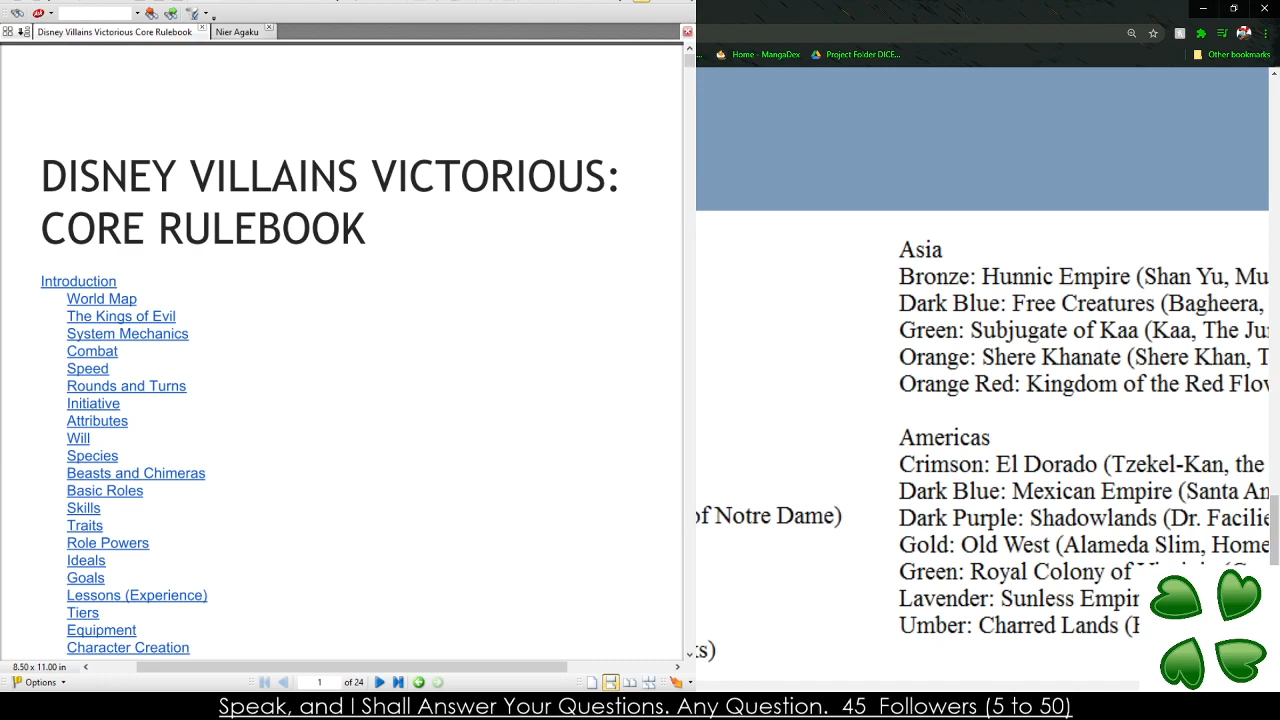 Disney Villains Victorious Core Rulebook
Nier Agaku
Home - MangaDex
Project Folder DICE...
Other bookmarks
DISNEY VILLAINS VICTORIOUS:
CORE RULEBOOK
Introduction
World Map
The Kings of Evil
System Mechanics
Combat
Speed
Rounds and Turns
Initiative
Attributes
Will
Species
Beasts and Chimeras
Basic Roles
Skills
Traits
Role Powers
Ideals
Goals
Lessons (Experience)
Tiers
Equipment
Character Creation
8.50 x 11.00 in
Options
1 of 24
of Notre Dame)
ks)
Asia
Bronze: Hunnic Empire (Shan Yu, Mu
Dark Blue: Free Creatures (Bagheera,
Green: Subjugate of Kaa (Kaa, The Jun
Orange: Shere Khanate (Shere Khan, T
Orange Red: Kingdom of the Red Flow
Americas
Crimson: El Dorado (Tzekel-Kan, the
Dark Blue: Mexican Empire (Santa An
Dark Purple: Shadowlands (Dr. Facilie
Gold: Old West (Alameda Slim, Home
Green: Royal Colony of
Lavender: Sunless Empir
Umber: Charred Lands (
Speak, and I Shall Answer Your Questions. Any Question. 45 Followers (5 to 50)